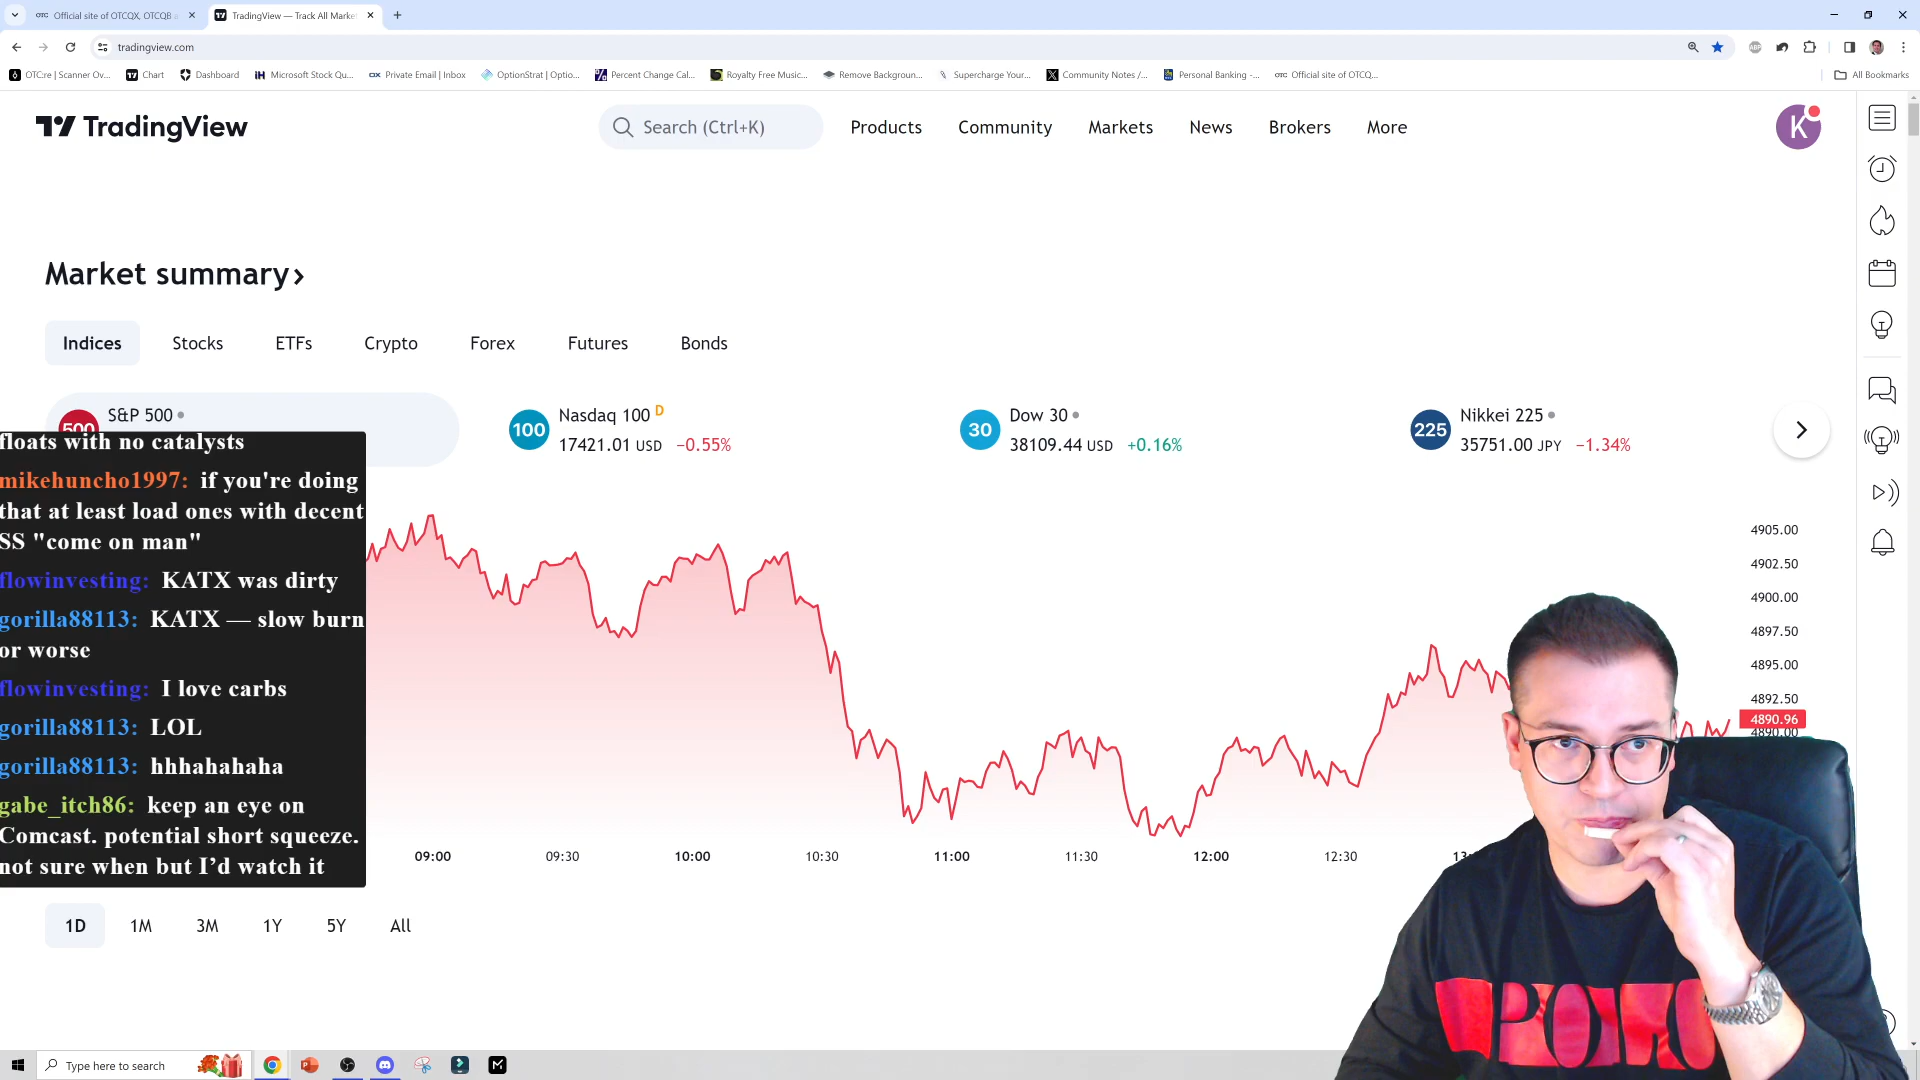 Official site of OTCQX, OTCQB
TradingView — Track All Marke
tradingview.com
OTC:re | Scanner Ov...
Chart
Dashboard
Microsoft Stock Qu...
Private Email | Inbox
OptionStrat | Optio...
Percent Change Cal...
Royalty Free Music...
Remove Backgroun...
Supercharge Your...
Community Notes /...
Personal Banking -...
Official site of OTCQ...
All Bookmarks
TradingView
Search (Ctrl+K)
Products
Community
Markets
News
Brokers
More
K
Market summary ›
Indices
Stocks
ETFs
Crypto
Forex
Futures
Bonds
500
S&P 500
100
Nasdaq 100 D
17421.01 USD −0.55%
30
Dow 30
38109.44 USD +0.16%
225
Nikkei 225
35751.00 JPY −1.34%
floats with no catalysts
mikehuncho1997: if you're doing
that at least load ones with decent
SS "come on man"
flowinvesting: KATX was dirty
gorilla88113: KATX — slow burn
or worse
flowinvesting: I love carbs
gorilla88113: LOL
gorilla88113: hhhahahaha
gabe_itch86: keep an eye on
Comcast. potential short squeeze.
not sure when but I’d watch it
4905.00
4902.50
4900.00
4897.50
4895.00
4892.50
4890.96
4890.00
09:00
09:30
10:00
10:30
11:00
11:30
12:00
12:30
1D
1M
3M
1Y
5Y
All
POLO
Type here to search